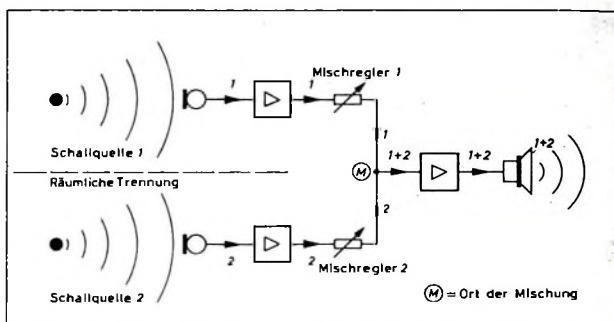 Mischregler 1
1
1
Schallquelle 1
1
1+2
1+2
1+2
Räumliche Trennung
M
2
2
2
Mischregler 2
Schallquelle 2
M = Ort der Mischung